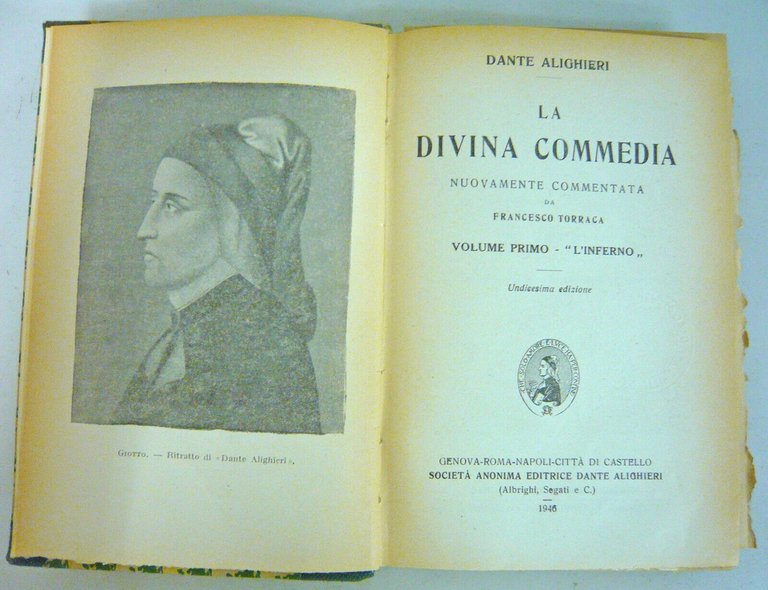 Giotto. — Ritratto di «Dante Alighieri».
DANTE ALIGHIERI
LA
DIVINA COMMEDIA
NUOVAMENTE COMMENTATA
DA
FRANCESCO TORRACA
VOLUME PRIMO - “ L'INFERNO „
Undicesima edizione
GENOVA-ROMA-NAPOLI-CITTÀ DI CASTELLO
SOCIETÀ ANONIMA EDITRICE DANTE ALIGHIERI
(Albrighi, Segati e C.)
1946